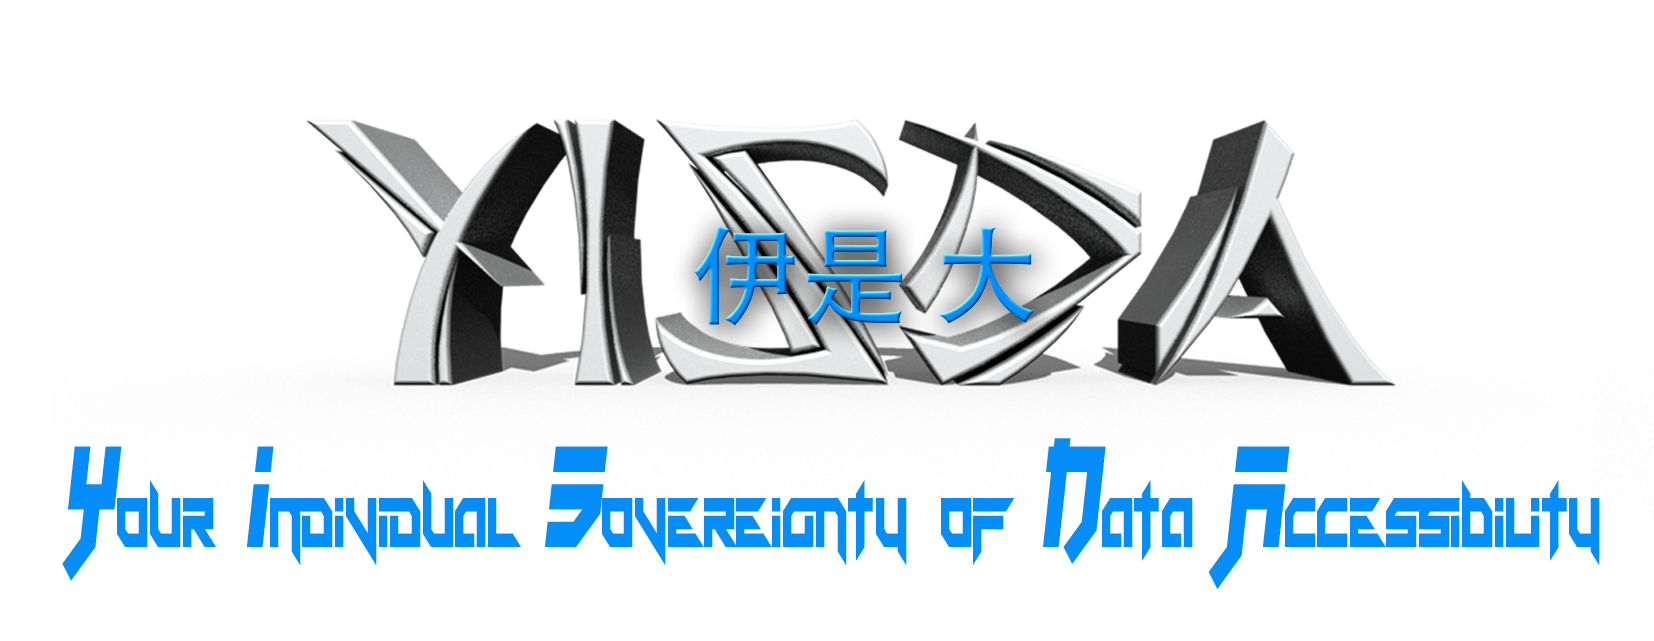 YISDA
伊是大
Your Individual Sovereignty of Data Accessibility